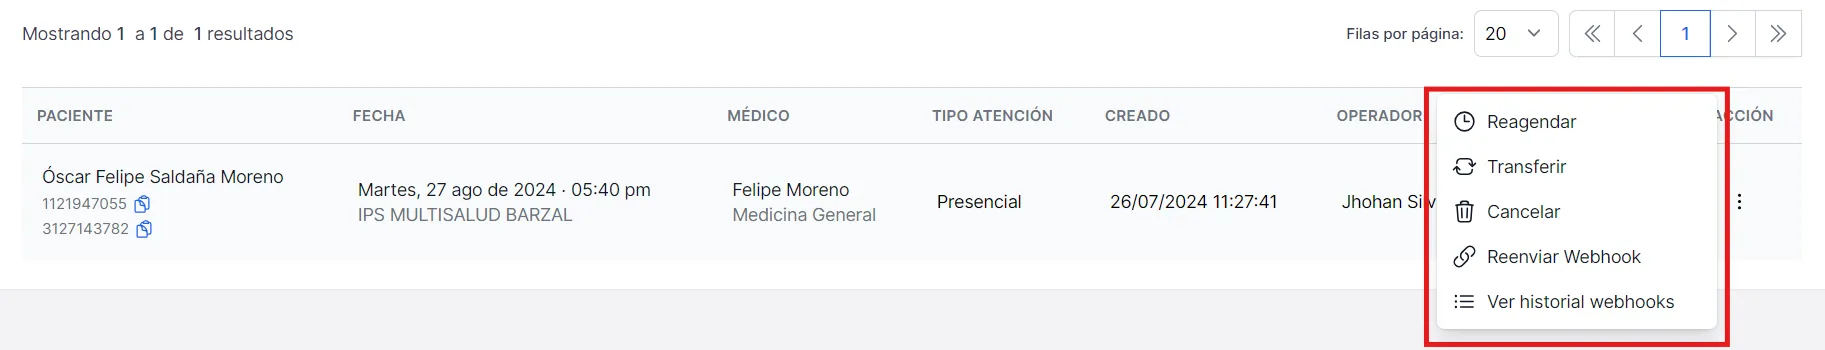 Mostrando 1 a 1 de 1 resultados
Filas por página: 20 1
PACIENTE FECHA MÉDICO TIPO ATENCIÓN CREADO OPERADOR
Óscar Felipe Saldaña Moreno
1121947055
3127143782
Martes, 27 ago de 2024 · 05:40 pm
IPS MULTISALUD BARZAL
Felipe Moreno
Medicina General
Presencial
26/07/2024 11:27:41
Jhohan
Reagendar
Transferir
Cancelar
Reenviar Webhook
Ver historial webhooks